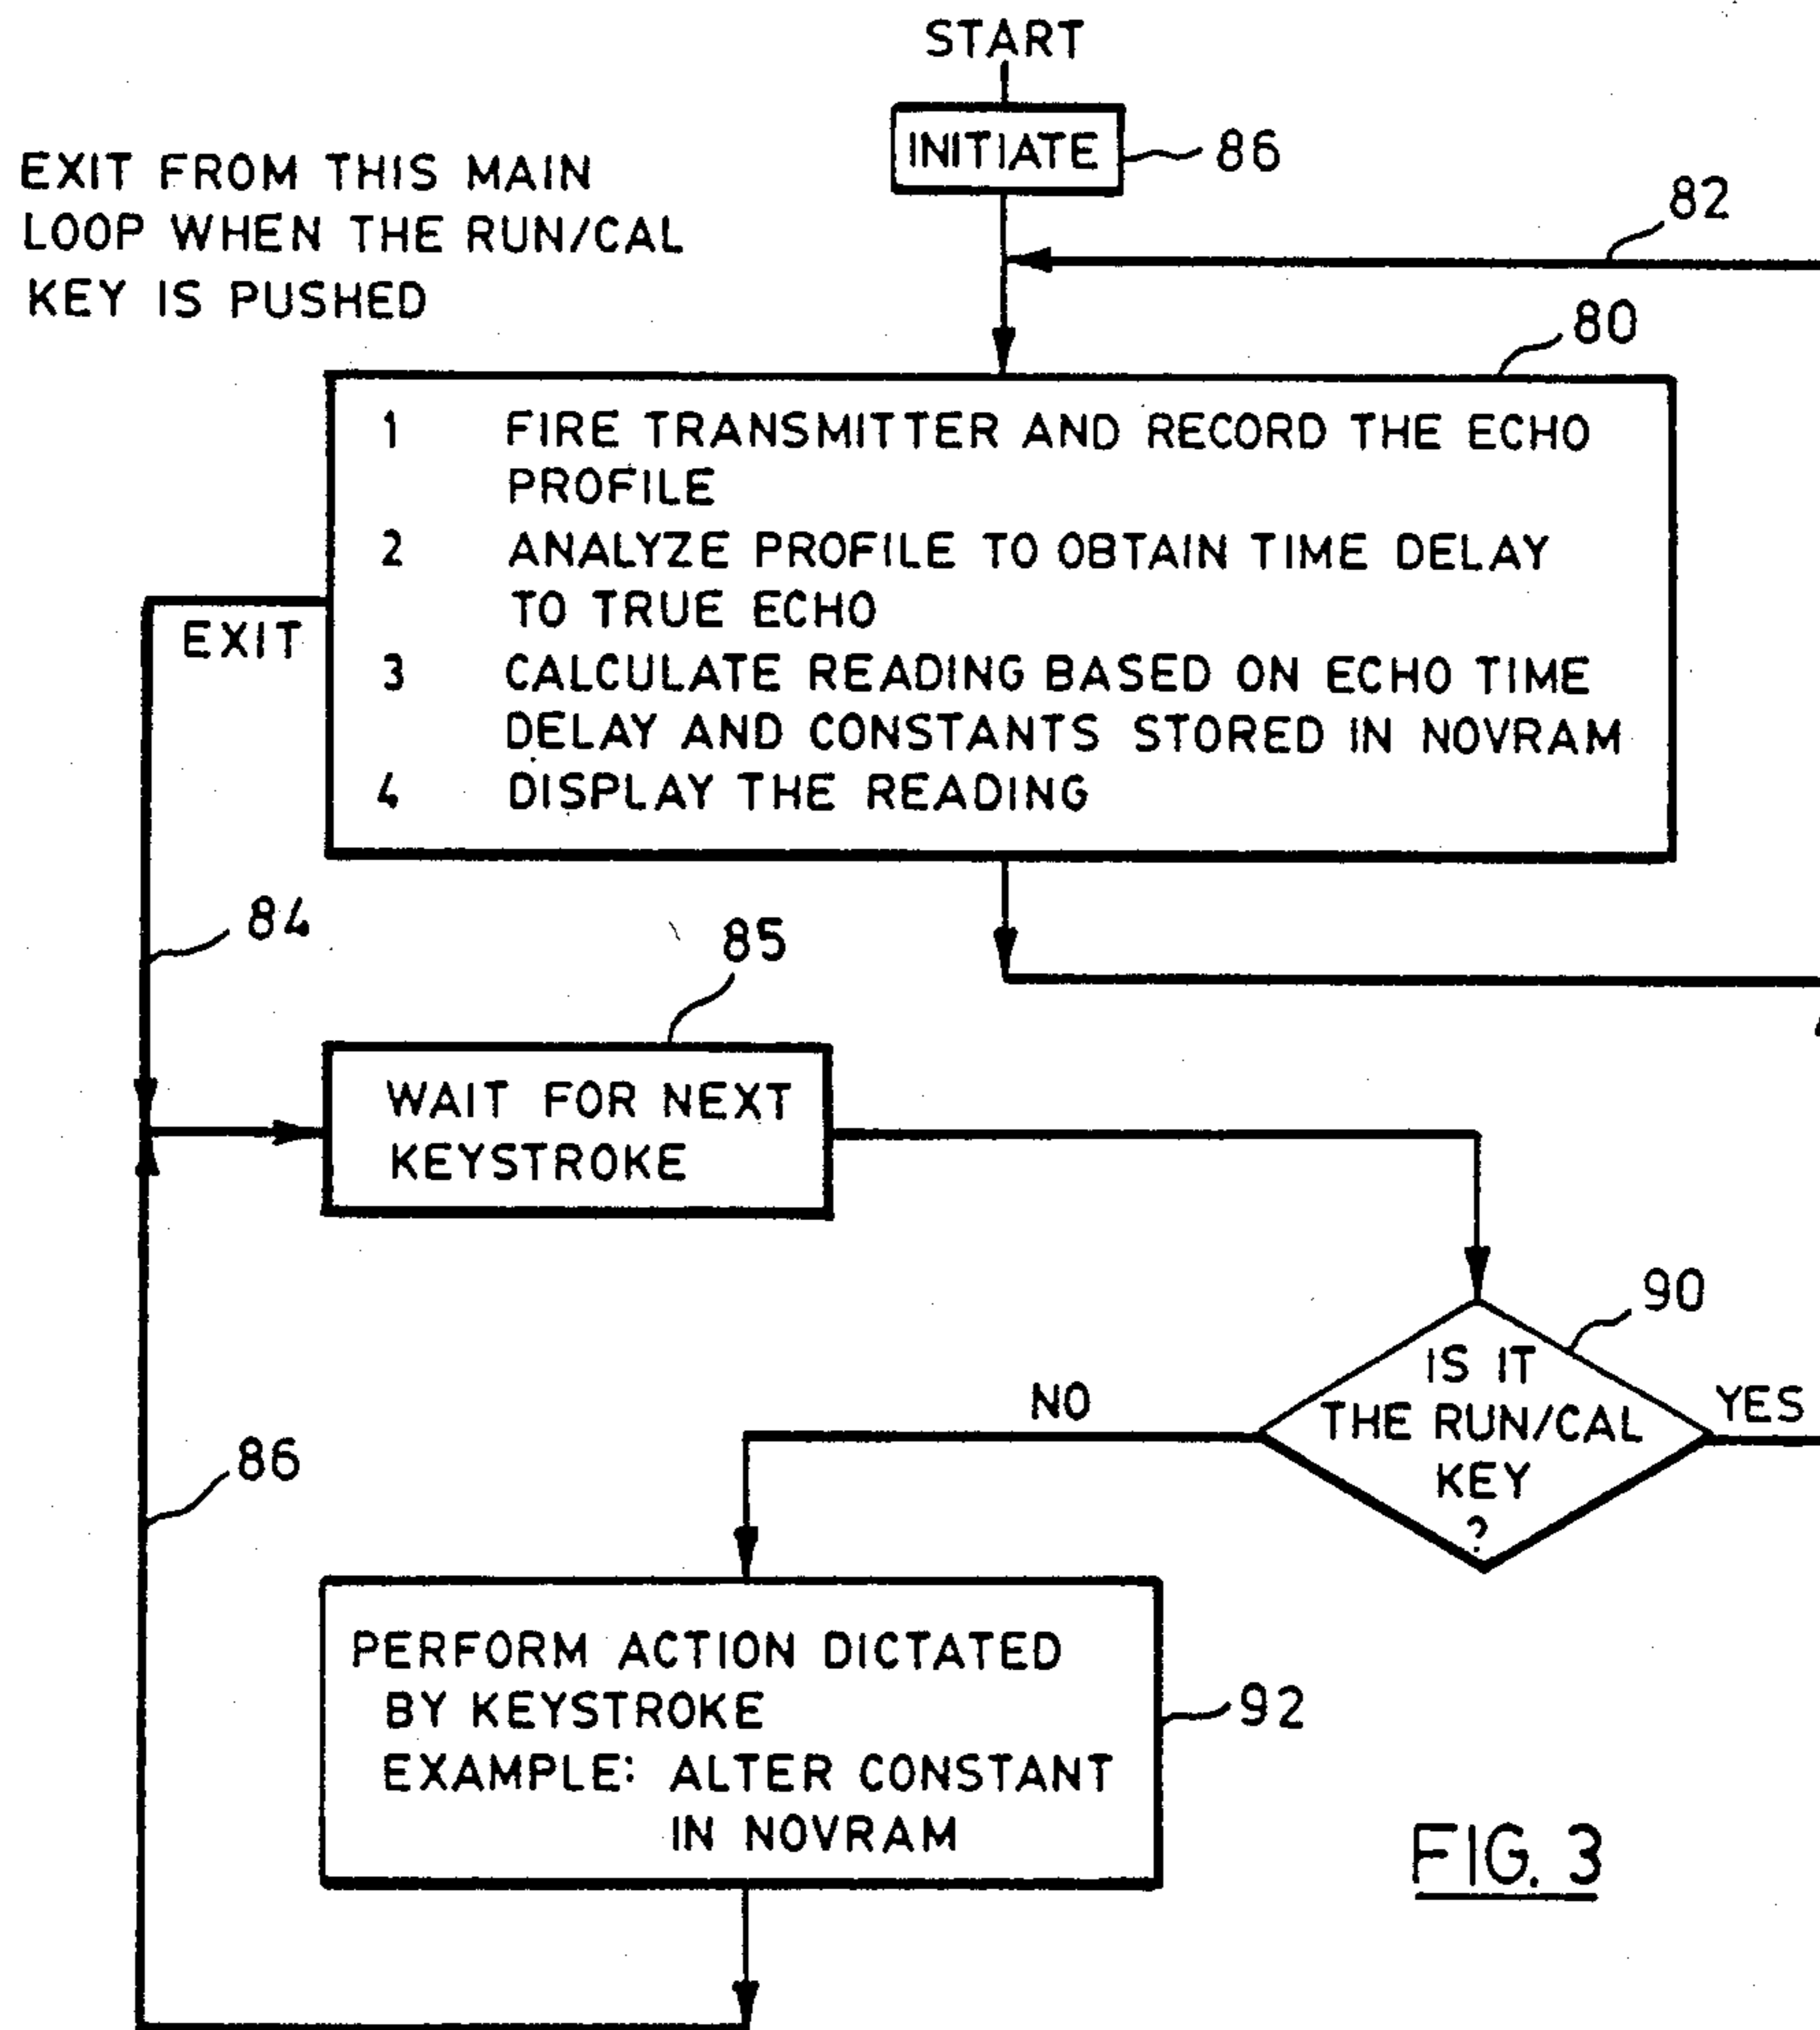 START
INITIATE
86
EXIT FROM THIS MAIN
LOOP WHEN THE RUN/CAL
KEY IS PUSHED
82
80
1 FIRE TRANSMITTER AND RECORD THE ECHO
PROFILE
2 ANALYZE PROFILE TO OBTAIN TIME DELAY
TO TRUE ECHO
3 CALCULATE READING BASED ON ECHO TIME
DELAY AND CONSTANTS STORED IN NOVRAM
4 DISPLAY THE READING
EXIT
84
85
WAIT FOR NEXT
KEYSTROKE
90
IS IT
THE RUN/CAL
KEY
?
NO
YES
86
PERFORM ACTION DICTATED
BY KEYSTROKE
EXAMPLE: ALTER CONSTANT
IN NOVRAM
92
FIG. 3